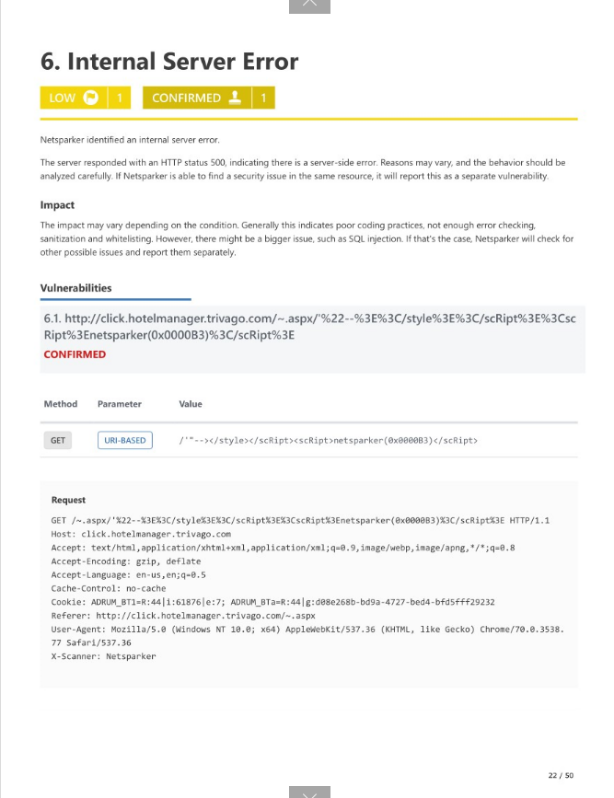 6. Internal Server Error
LOW 1 CONFIRMED 1
Netsparker identified an internal server error.
The server responded with an HTTP status 500, indicating there is a server-side error. Reasons may vary, and the behavior should be
analyzed carefully. If Netsparker is able to find a security issue in the same resource, it will report this as a separate vulnerability.
Impact
The impact may vary depending on the condition. Generally this indicates poor coding practices, not enough error checking,
sanitization and whitelisting. However, there might be a bigger issue, such as SQL injection. If that's the case, Netsparker will check for
other possible issues and report them separately.
Vulnerabilities
6.1. http://click.hotelmanager.trivago.com/~.aspx/'%22--%3E%3C/style%3E%3C/scRipt%3E%3Csc
Ript%3Enetsparker(0x0000B3)%3C/scRipt%3E
CONFIRMED
Method Parameter Value
GET URI-BASED /'"--></style></scRipt><scRipt>netsparker(0x0000B3)</scRipt>
Request
GET /~.aspx/'%22--%3E%3C/style%3E%3C/scRipt%3E%3CscRipt%3Enetsparker(0x0000B3)%3C/scRipt%3E HTTP/1.1
Host: click.hotelmanager.trivago.com
Accept: text/html,application/xhtml+xml,application/xml;q=0.9,image/webp,image/apng,*/*;q=0.8
Accept-Encoding: gzip, deflate
Accept-Language: en-us,en;q=0.5
Cache-Control: no-cache
Cookie: ADRUM_BT1=R:44|i:61876|e:7; ADRUM_BTa=R:44|g:d08e268b-bd9a-4727-bed4-bfd5fff29232
Referer: http://click.hotelmanager.trivago.com/~.aspx
User-Agent: Mozilla/5.0 (Windows NT 10.0; x64) AppleWebKit/537.36 (KHTML, like Gecko) Chrome/70.0.3538.
77 Safari/537.36
X-Scanner: Netsparker
22 / 50